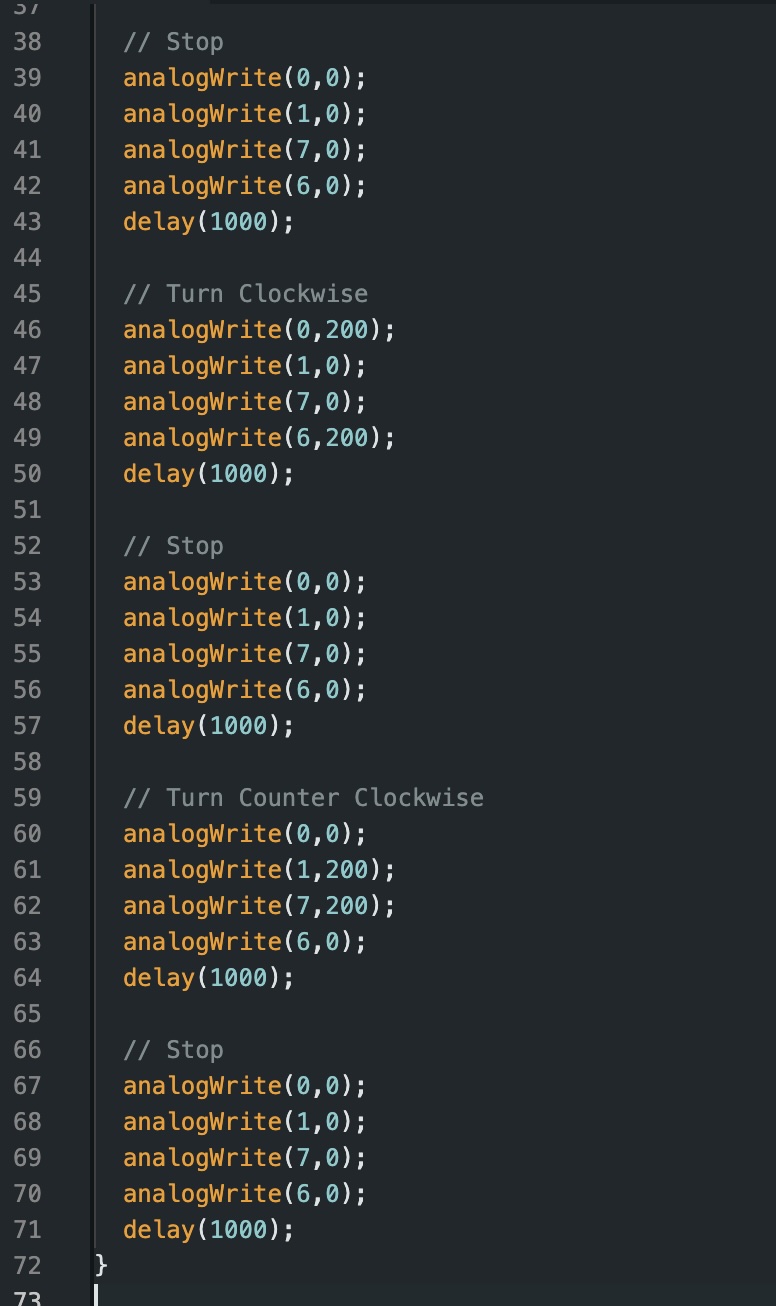 37
38 // Stop
39 analogWrite(0,0);
40 analogWrite(1,0);
41 analogWrite(7,0);
42 analogWrite(6,0);
43 delay(1000);
44
45 // Turn Clockwise
46 analogWrite(0,200);
47 analogWrite(1,0);
48 analogWrite(7,0);
49 analogWrite(6,200);
50 delay(1000);
51
52 // Stop
53 analogWrite(0,0);
54 analogWrite(1,0);
55 analogWrite(7,0);
56 analogWrite(6,0);
57 delay(1000);
58
59 // Turn Counter Clockwise
60 analogWrite(0,0);
61 analogWrite(1,200);
62 analogWrite(7,200);
63 analogWrite(6,0);
64 delay(1000);
65
66 // Stop
67 analogWrite(0,0);
68 analogWrite(1,0);
69 analogWrite(7,0);
70 analogWrite(6,0);
71 delay(1000);
72 }
73